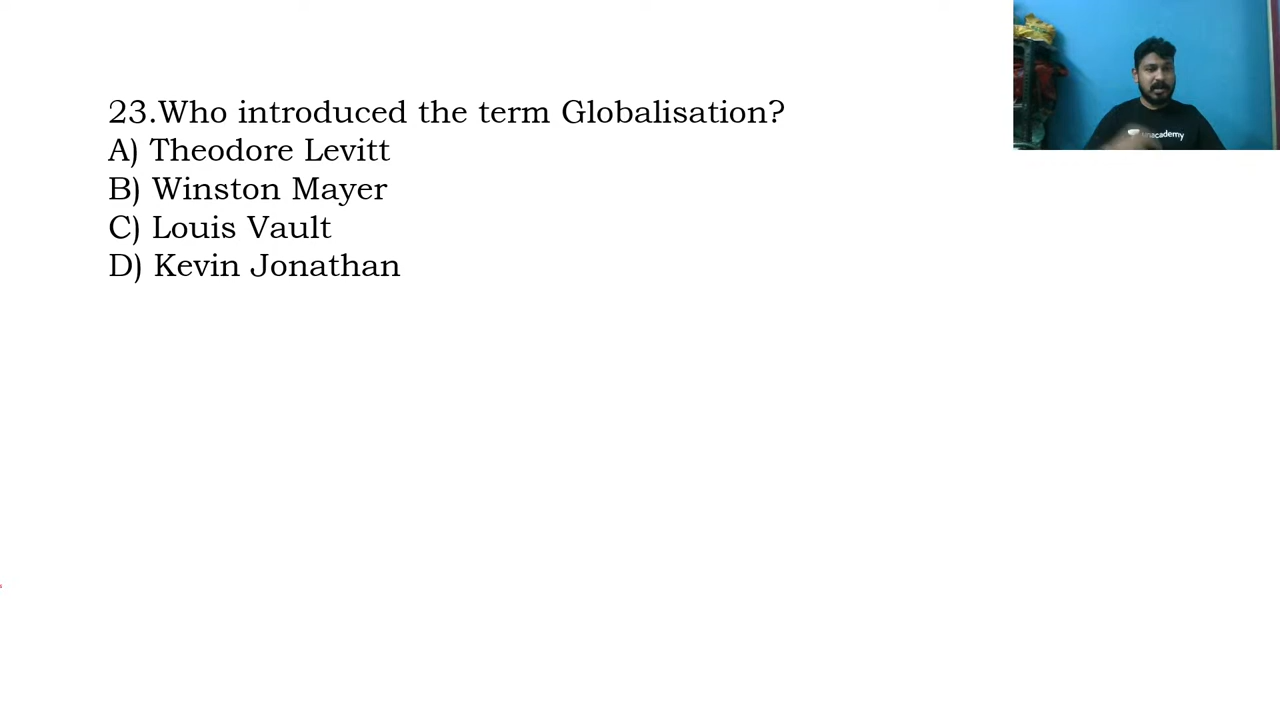 23.Who introduced the term Globalisation?
A) Theodore Levitt
B) Winston Mayer
C) Louis Vault
D) Kevin Jonathan